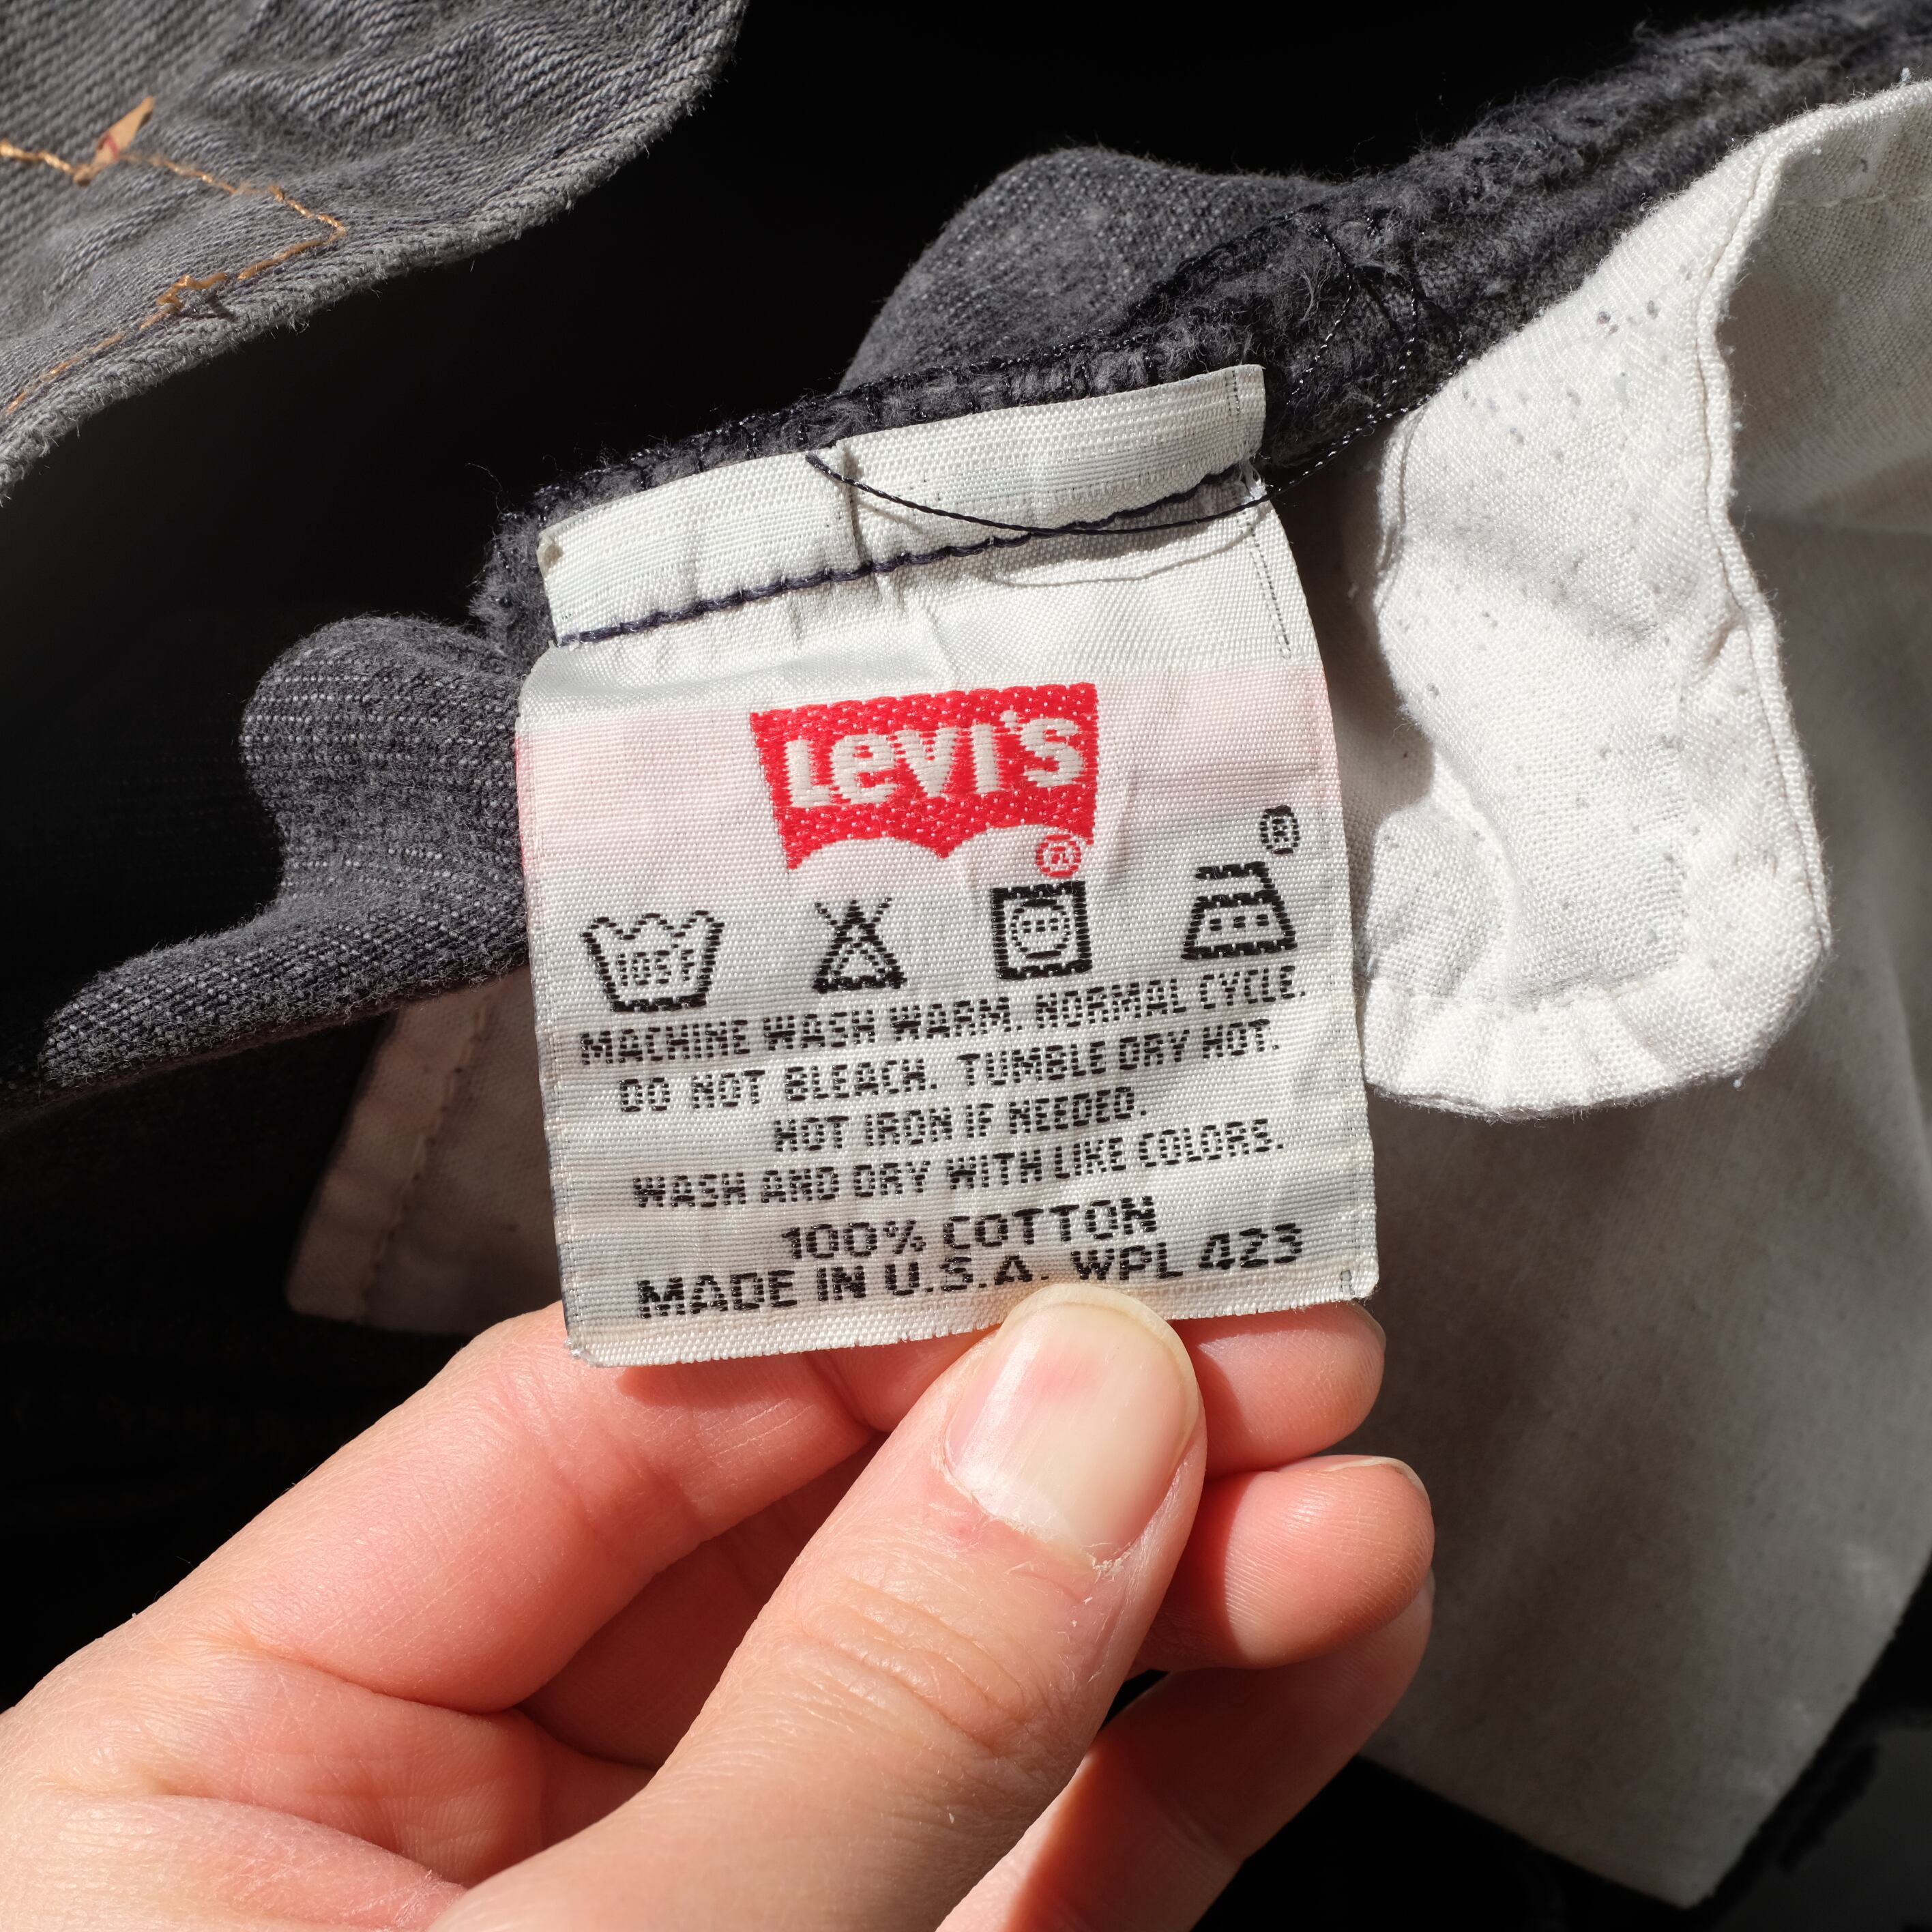 LEVI'S
®
®
105F
MACHINE WASH WARM. NORMAL CYCLE.
DO NOT BLEACH. TUMBLE DRY HOT.
HOT IRON IF NEEDED.
WASH AND DRY WITH LIKE COLORS.
100% COTTON
MADE IN U.S.A. WPL 423